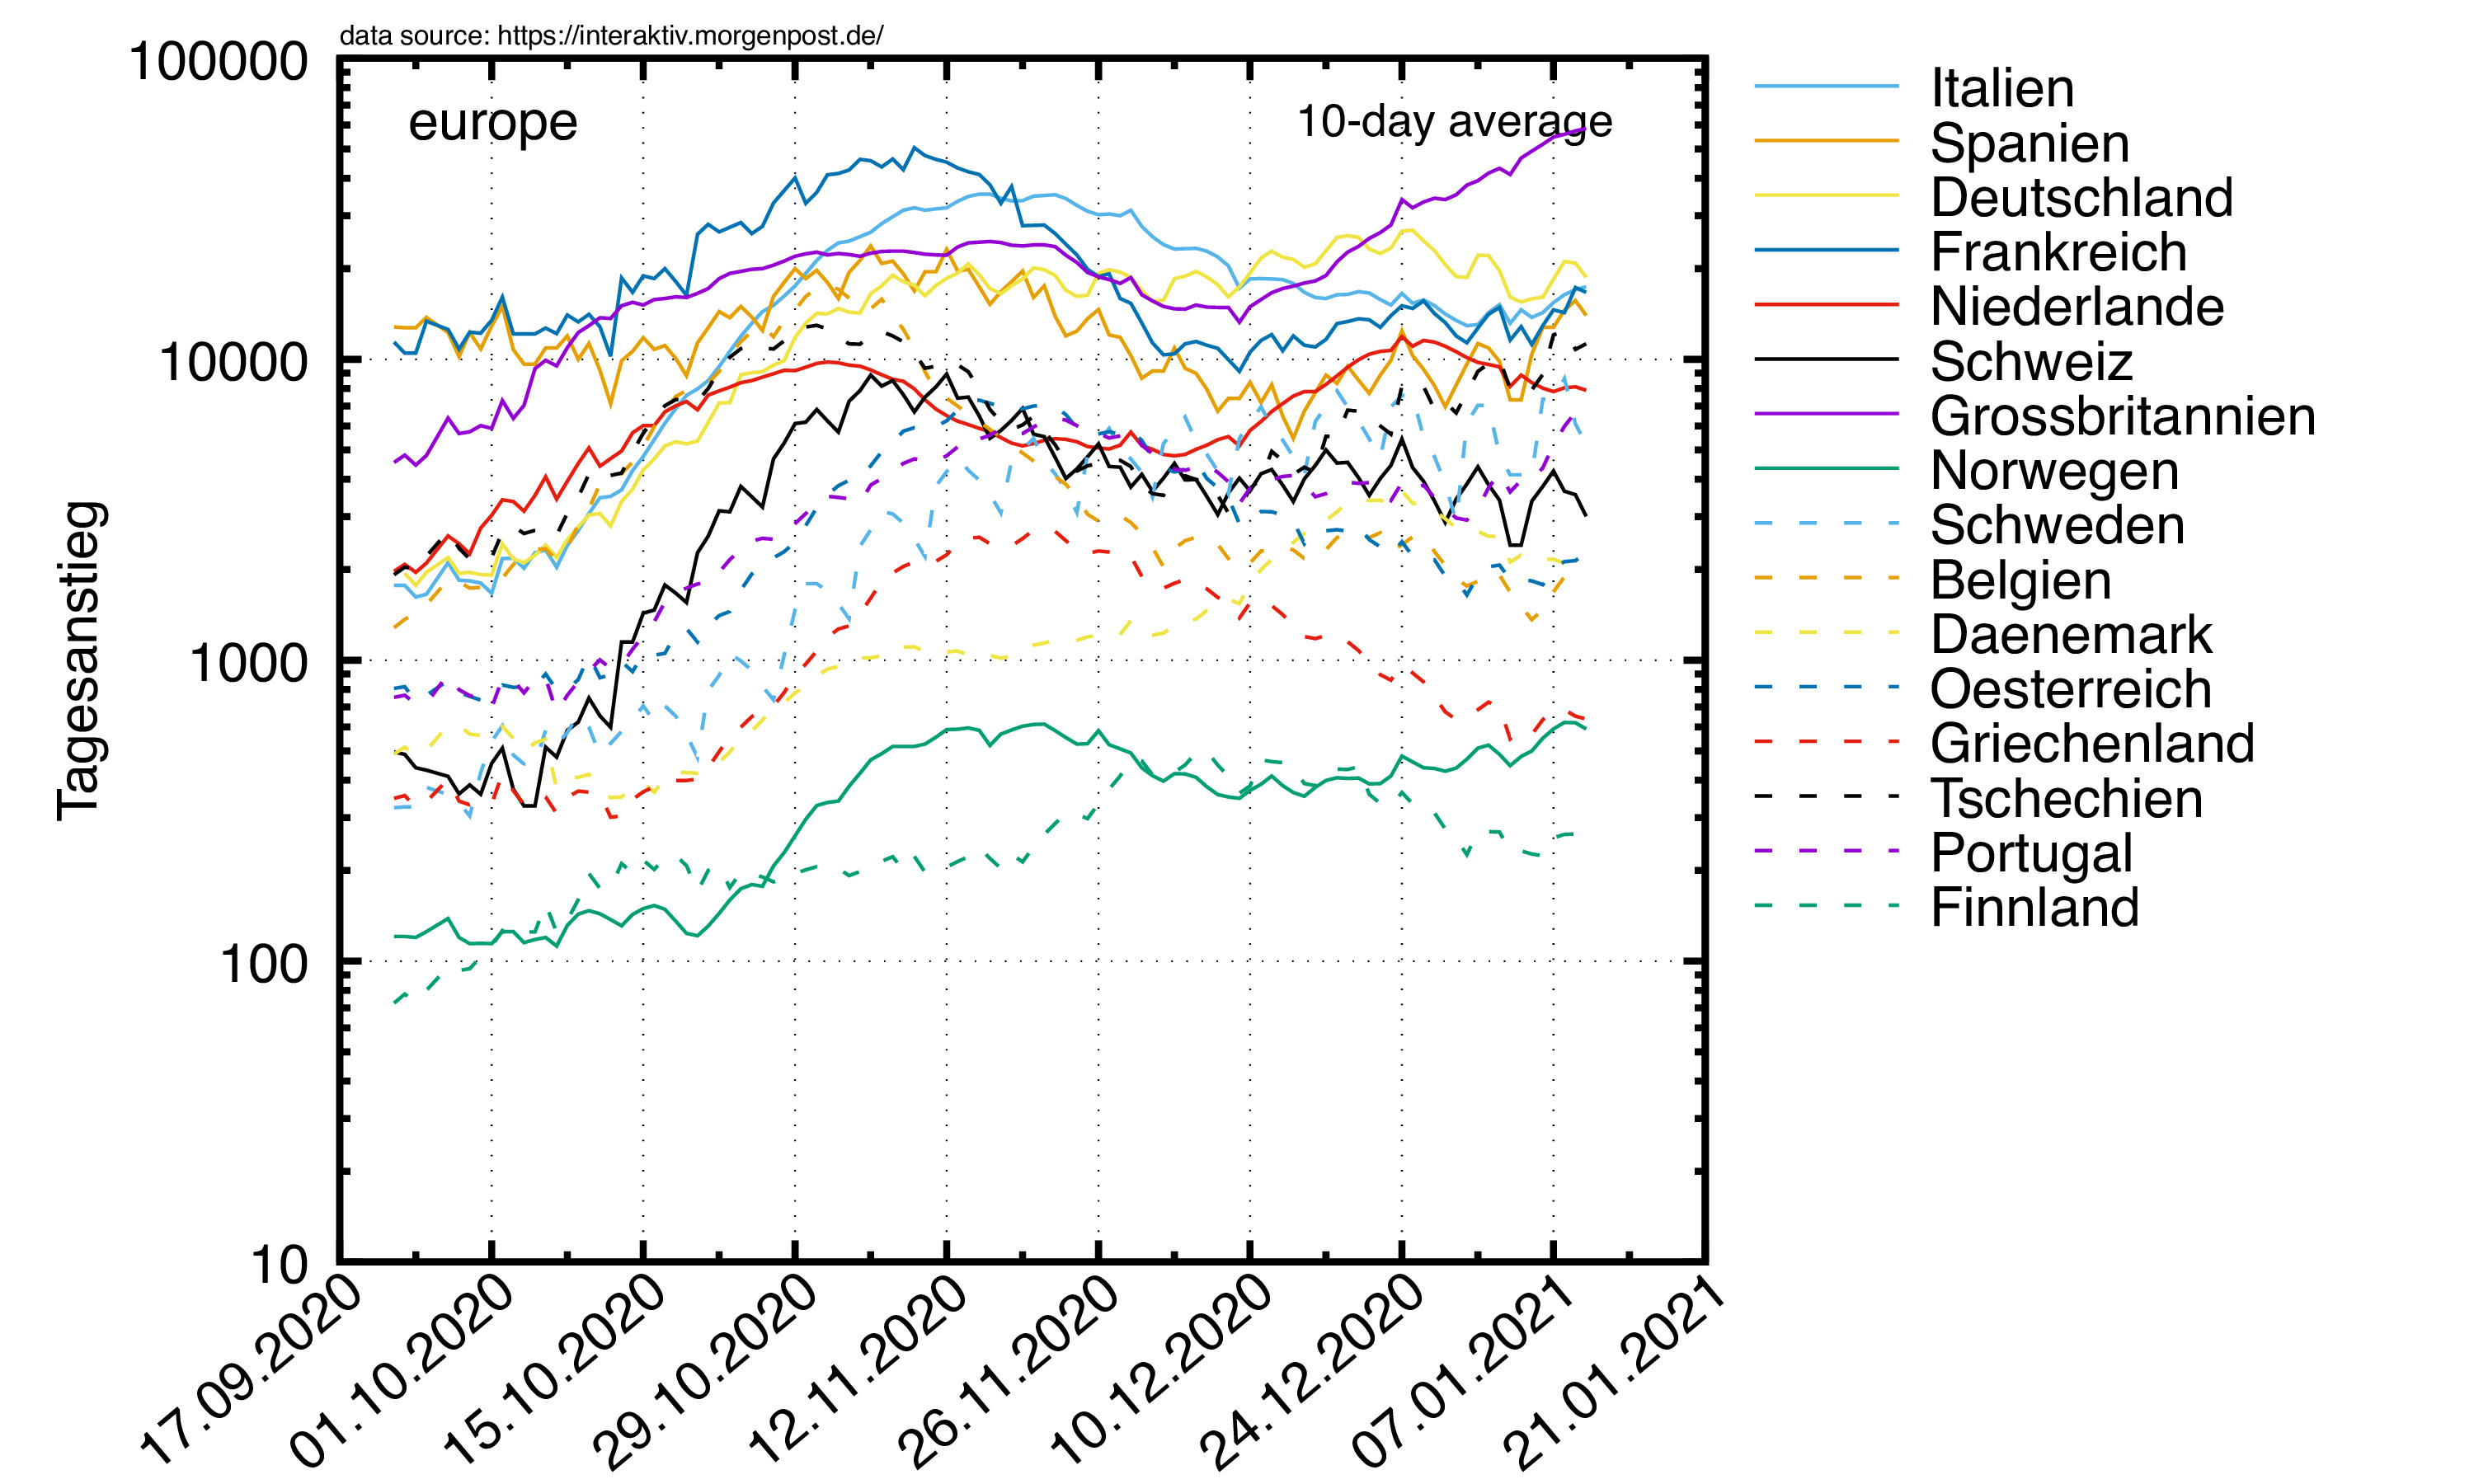 data source: https://interaktiv.morgenpost.de/
100000
10000
1000
100
10
Tagesanstieg
europe
10-day average
17.09.2020
01.10.2020
15.10.2020
29.10.2020
12.11.2020
26.11.2020
10.12.2020
24.12.2020
07.01.2021
21.01.2021
Italien
Spanien
Deutschland
Frankreich
Niederlande
Schweiz
Grossbritannien
Norwegen
Schweden
Belgien
Daenemark
Oesterreich
Griechenland
Tschechien
Portugal
Finnland